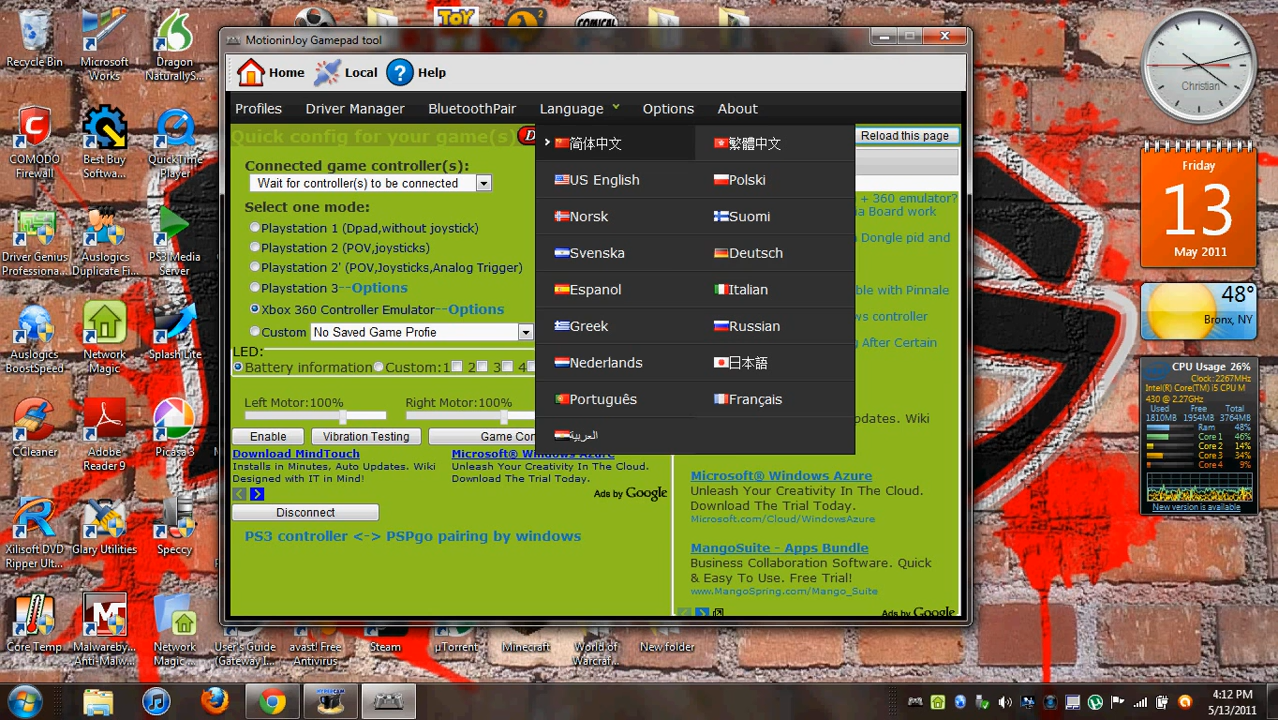 Recycle Bin
Microsoft
Works
Dragon
NaturallyS...
COMODO
Firewall
Best Buy
Softwa...
QuickTime
Player
Driver Genius
Professiona...
Auslogics
Duplicate Fi...
PS3 Media
Server
Auslogics
BoostSpeed
Network
Magic
SplashLite
CCleaner
Adobe
Reader 9
Picasa 3
Xilisoft DVD
Ripper Ult...
Glary Utilities
Speccy
Core Temp
Malwareby...
Anti-Malw...
Network
Magic ...
User's Guide
(Gateway I...
avast! Free
Antivirus
Steam
µTorrent
Minecraft
World of
Warcraf...
New folder
TOY
COMICAL
MotioninJoy Gamepad tool
Home
Local
Help
Profiles
Driver Manager
BluetoothPair
Language
Options
About
Quick config for your game(s)
Reload this page
Connected game controller(s):
Wait for controller(s) to be connected
Select one mode:
Playstation 1 (Dpad,without joystick)
Playstation 2 (POV,joysticks)
Playstation 2' (POV,Joysticks,Analog Trigger)
Playstation 3--Options
Xbox 360 Controller Emulator--Options
Custom
No Saved Game Profie
LED:
Battery information
Custom:1
2
3
4
Left Motor:100%
Right Motor:100%
Enable
Vibration Testing
Game Con
Download MindTouch
Installs in Minutes, Auto Updates. Wiki
Designed with IT in Mind!
Microsoft® Windows Azure
Unleash Your Creativity In The Cloud.
Download The Trial Today.
Ads by Google
Disconnect
PS3 controller <-> PSPgo pairing by windows
简体中文
繁體中文
US English
Polski
Norsk
Suomi
Svenska
Deutsch
Espanol
Italian
Greek
Russian
Nederlands
日本語
Português
Français
العربية
+ 360 emulator?
a Board work
Dongle pid and
ble with Pinnale
ws controller
g After Certain
pdates. Wiki
Microsoft® Windows Azure
Unleash Your Creativity In The Cloud.
Download The Trial Today.
Microsoft.com/Cloud/WindowsAzure
MangoSuite - Apps Bundle
Business Collaboration Software. Quick
& Easy To Use. Free Trial!
www.MangoSpring.com/Mango_Suite
Ads by Google
Christian
Friday
13
May 2011
48°
Bronx, NY
CPU Usage 26%
Clock: 2267MHz
Intel(R) Core(TM) i5 CPU M
430 @ 2.27GHz
Used Free Total
1810MB 1954MB 3764MB
Ram 48%
Core 1 46%
Core 2 14%
Core 3 34%
Core 4 9%
New version is available
4:12 PM
5/13/2011